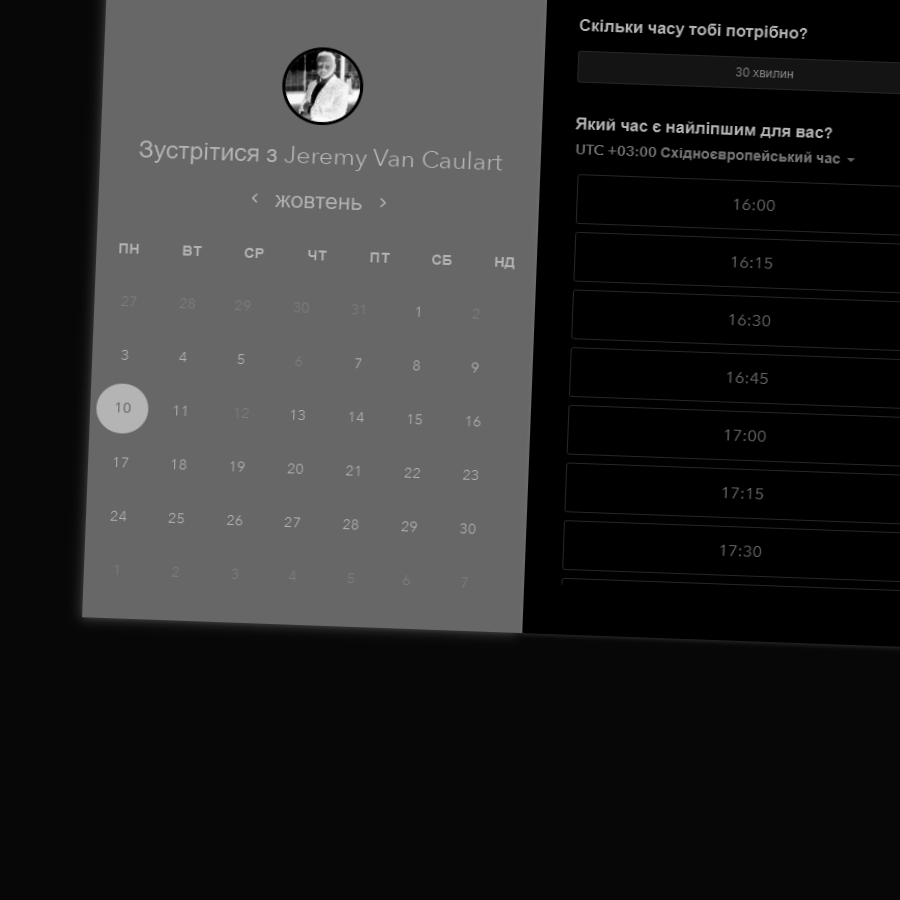 Зустрітися з Jeremy Van Caulart
‹ жовтень ›
ПН ВТ СР ЧТ ПТ СБ НД
27 28 29 30 31 1 2
3 4 5 6 7 8 9
10 11 12 13 14 15 16
17 18 19 20 21 22 23
24 25 26 27 28 29 30
1 2 3 4 5 6 7
Скільки часу тобі потрібно?
30 хвилин
Який час є найліпшим для вас?
UTC +03:00 Східноєвропейський час
16:00
16:15
16:30
16:45
17:00
17:15
17:30